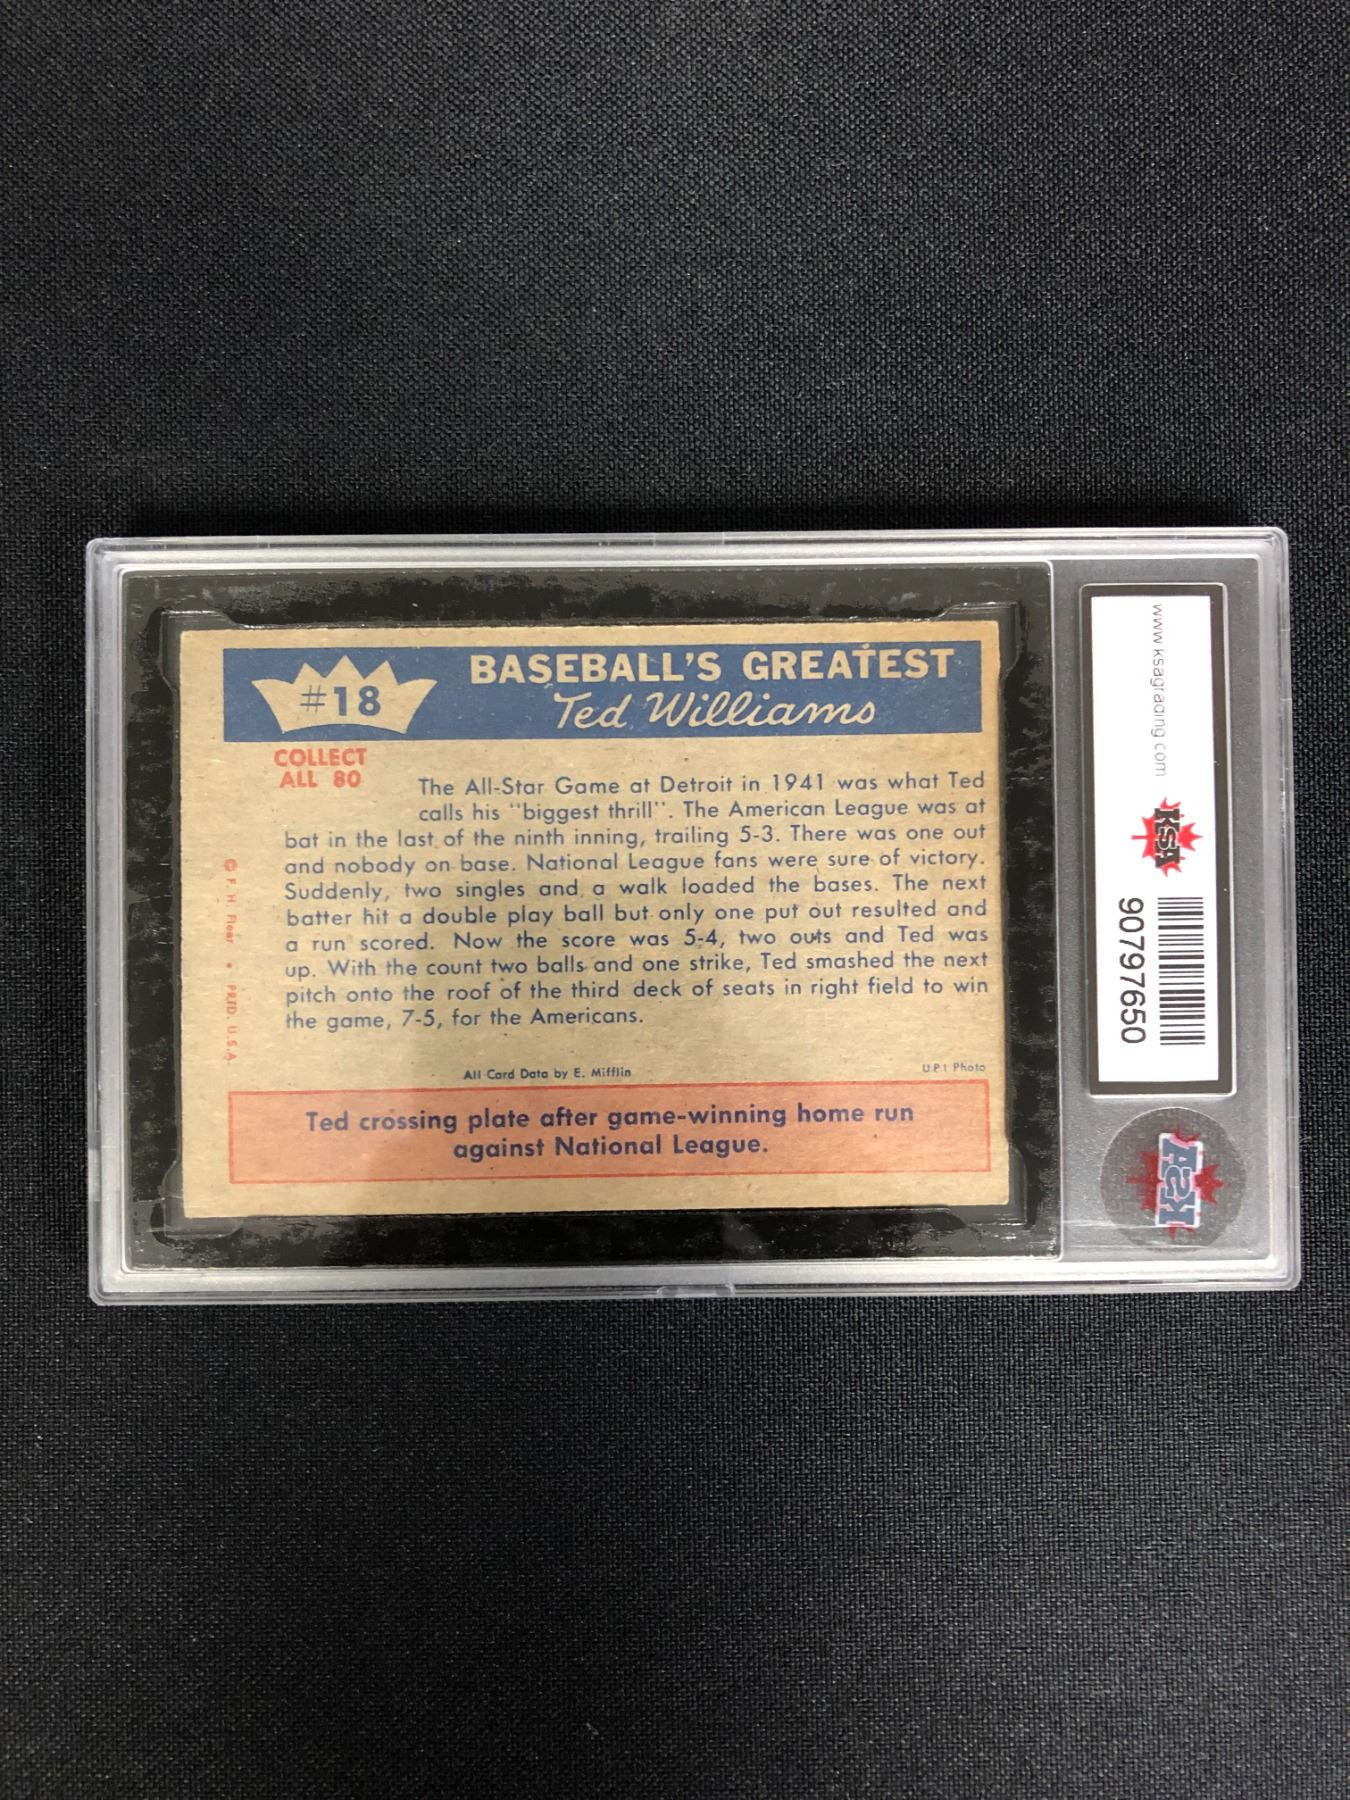 #18
BASEBALL'S GREATEST
Ted Williams
COLLECT
ALL 80
The All-Star Game at Detroit in 1941 was what Ted
calls his "biggest thrill". The American League was at
bat in the last of the ninth inning, trailing 5-3. There was one out
and nobody on base. National League fans were sure of victory.
Suddenly, two singles and a walk loaded the bases. The next
batter hit a double play ball but only one put out resulted and
a run scored. Now the score was 5-4, two outs and Ted was
up. With the count two balls and one strike, Ted smashed the next
pitch onto the roof of the third deck of seats in right field to win
the game, 7-5, for the Americans.
© F. H. Fleer • PRTD. U.S.A.
All Card Data by E. Mifflin
U.P.I Photo
Ted crossing plate after game-winning home run
against National League.
www.ksagrading.com
KSA
90797650
KSA